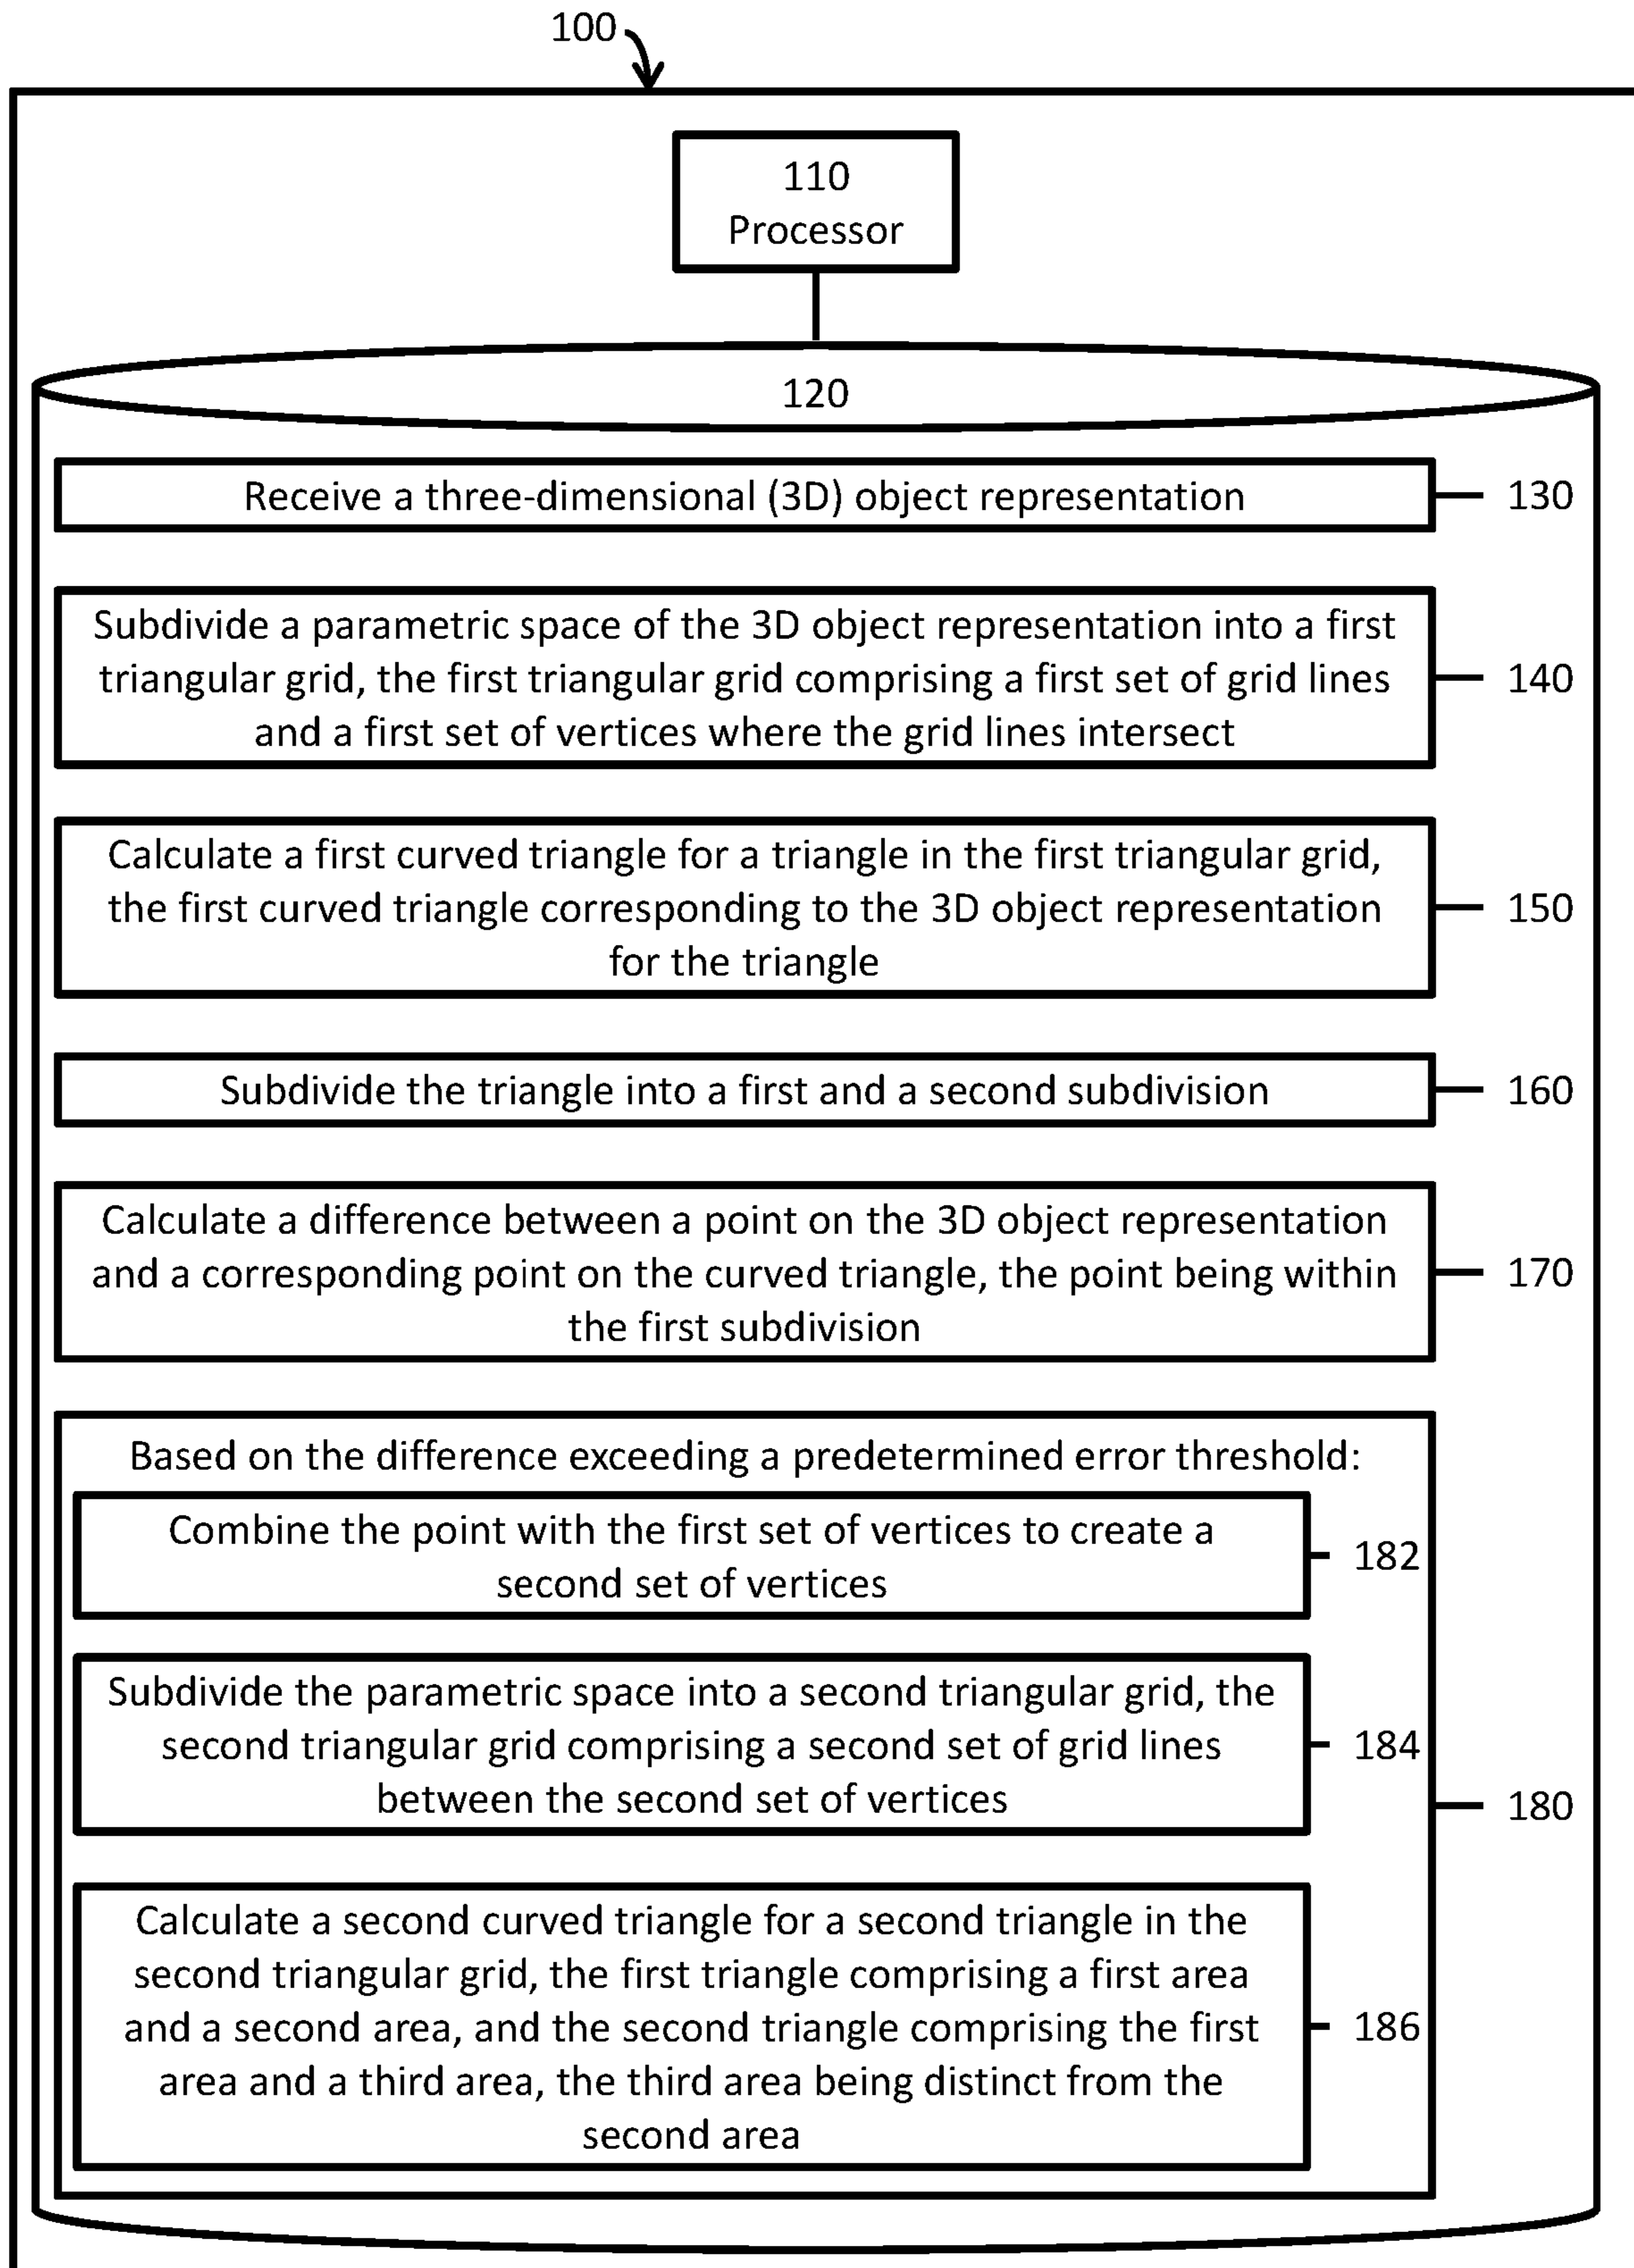 100
110
Processor
120
Receive a three-dimensional (3D) object representation
130
Subdivide a parametric space of the 3D object representation into a first
triangular grid, the first triangular grid comprising a first set of grid lines
and a first set of vertices where the grid lines intersect
140
Calculate a first curved triangle for a triangle in the first triangular grid,
the first curved triangle corresponding to the 3D object representation
for the triangle
150
Subdivide the triangle into a first and a second subdivision
160
Calculate a difference between a point on the 3D object representation
and a corresponding point on the curved triangle, the point being within
the first subdivision
170
Based on the difference exceeding a predetermined error threshold:
Combine the point with the first set of vertices to create a
second set of vertices
182
Subdivide the parametric space into a second triangular grid, the
second triangular grid comprising a second set of grid lines
between the second set of vertices
184
180
Calculate a second curved triangle for a second triangle in the
second triangular grid, the first triangle comprising a first area
and a second area, and the second triangle comprising the first
area and a third area, the third area being distinct from the
second area
186